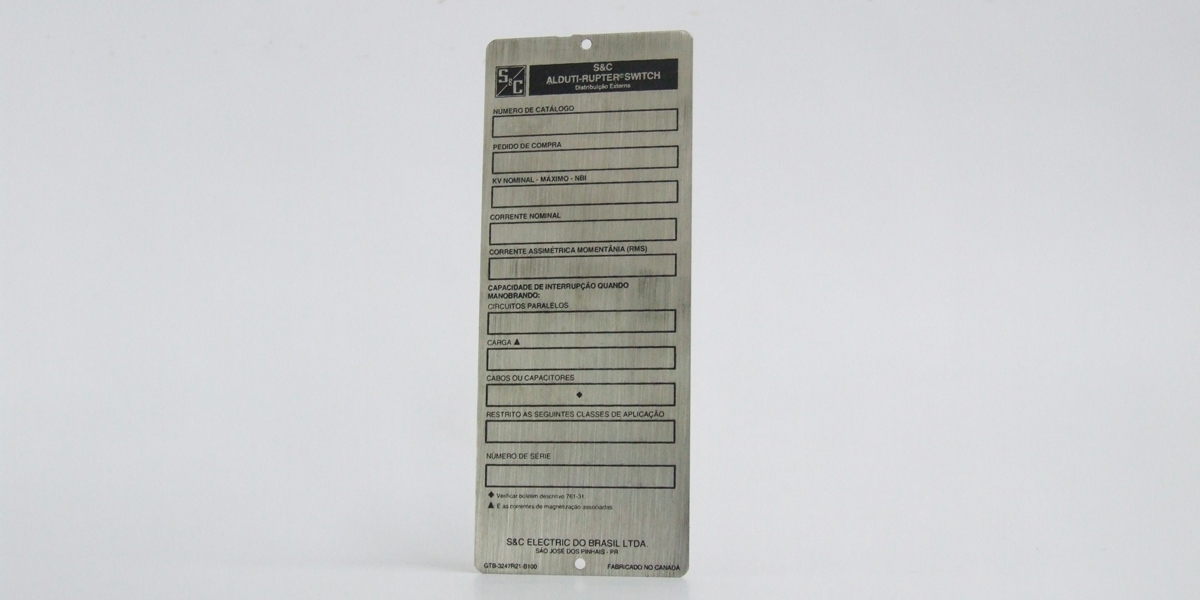 S&C
S&C
ALDUTI-RUPTER® SWITCH
Distribuição Externa
NÚMERO DE CATÁLOGO
PEDIDO DE COMPRA
KV NOMINAL - MÁXIMO - NBI
CORRENTE NOMINAL
CORRENTE ASSIMÉTRICA MOMENTÂNIA (RMS)
CAPACIDADE DE INTERRUPÇÃO QUANDO
MANOBRANDO:
CIRCUITOS PARALELOS
CARGA ▲
CABOS OU CAPACITORES
◆
RESTRITO AS SEGUINTES CLASSES DE APLICAÇÃO
NÚMERO DE SÉRIE
◆ Verificar boletim descritivo 761-31
▲ E as correntes de magnetização associadas
S&C ELECTRIC DO BRASIL LTDA.
SÃO JOSÉ DOS PINHAIS - PR
GTB-3247R21-B100 FABRICADO NO CANADÁ